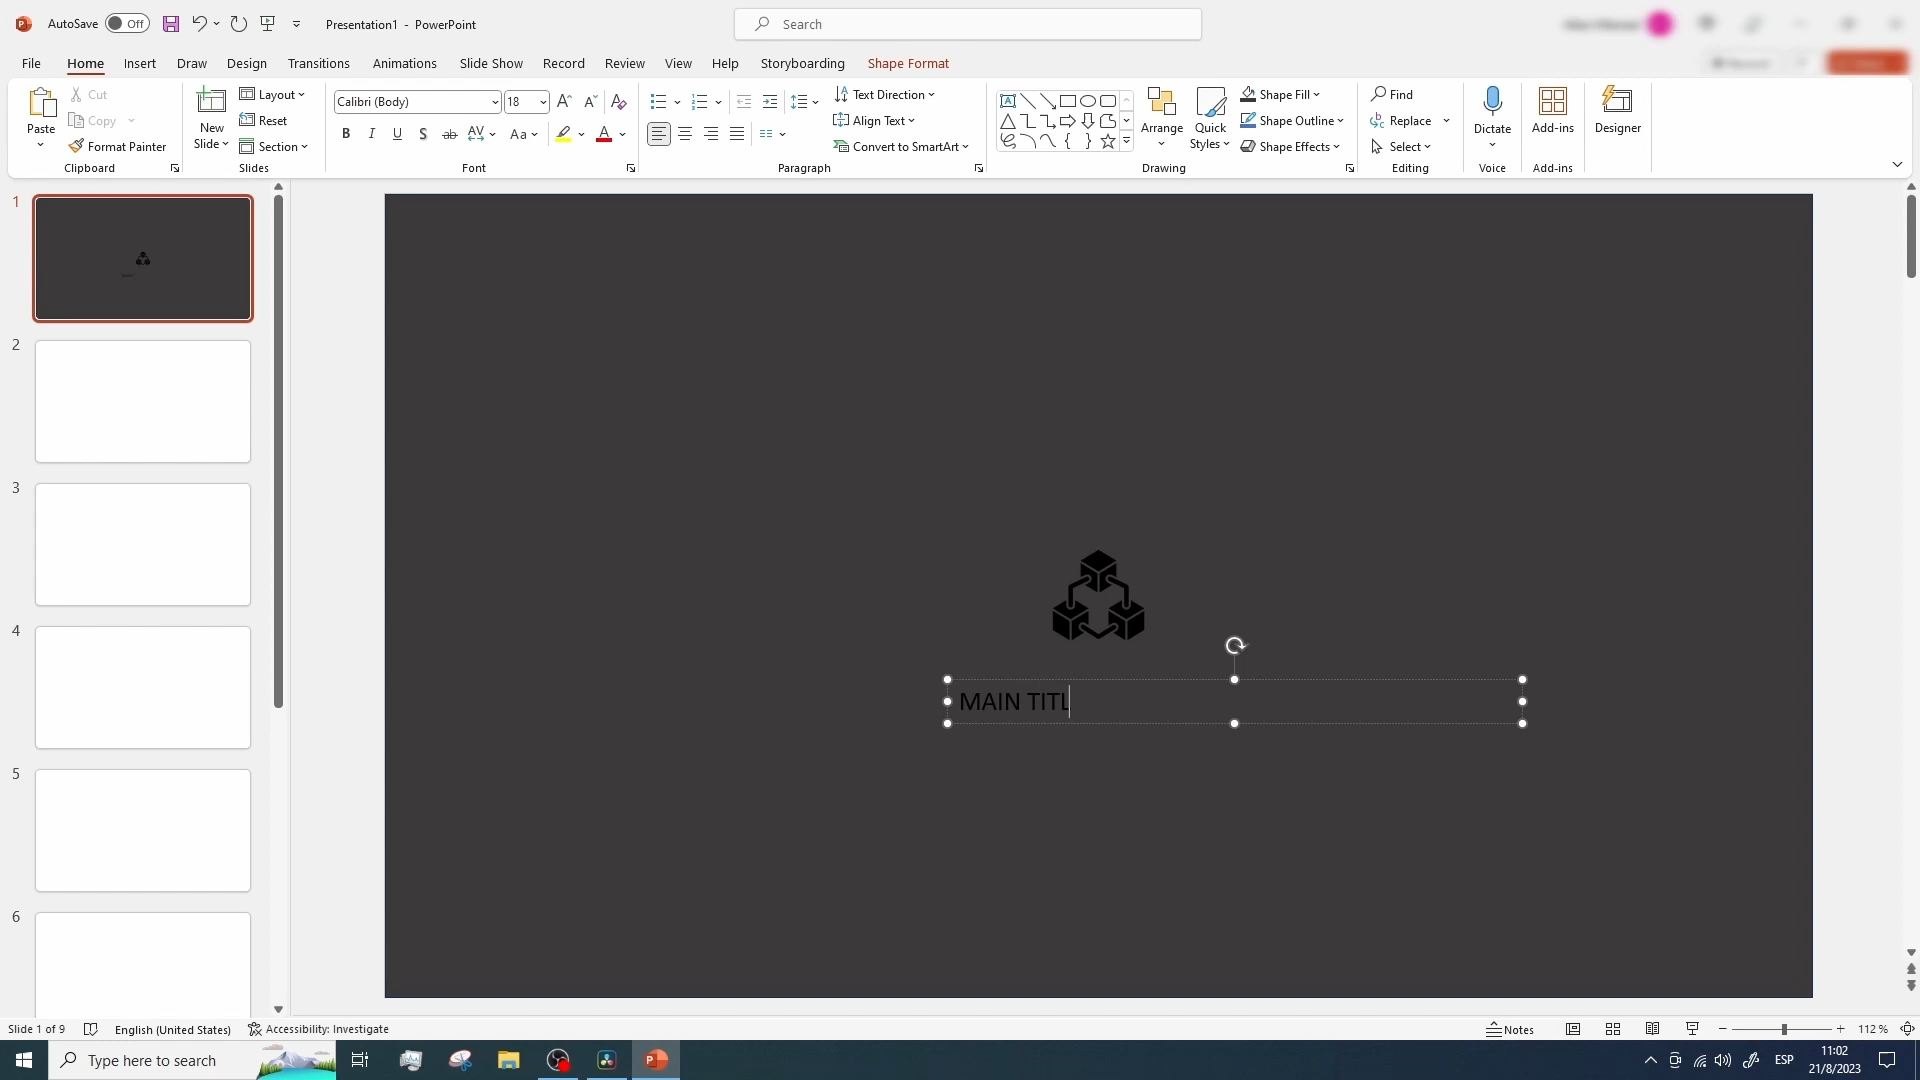 AutoSave Off
Presentation1 - PowerPoint
Search
File Home Insert Draw Design Transitions Animations Slide Show Record Review View Help Storyboarding Shape Format
Paste
Cut
Copy
Format Painter
Clipboard
New
Slide
Layout
Reset
Section
Slides
Calibri (Body) 18
Font
Text Direction
Align Text
Convert to SmartArt
Paragraph
Arrange
Quick
Styles
Shape Fill
Shape Outline
Shape Effects
Drawing
Find
Replace
Select
Editing
Dictate
Voice
Add-ins
Add-ins
Designer
1
2
3
4
5
6
MAIN TITL
Slide 1 of 9
English (United States)
Accessibility: Investigate
Notes
112 %
Type here to search
ESP
11:02
21/8/2023